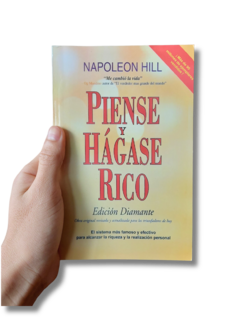 NAPOLEON HILL
"Me cambió la vida"
PIENSE
Y
HÁGASE
RICO
Edición Diamante
El sistema más famoso y efectivo
para alcanzar la riqueza y la realización personal